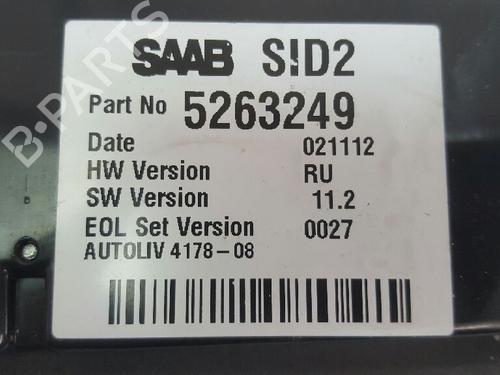 SAAB SID2
Part No 5263249
Date 021112
HW Version RU
SW Version 11.2
EOL Set Version 0027
AUTOLIV 4178-08
B-PARTS